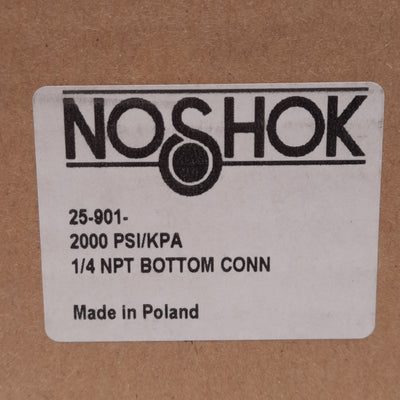 NOSHOK
25-901-
2000 PSI/KPA
1/4 NPT BOTTOM CONN
Made in Poland